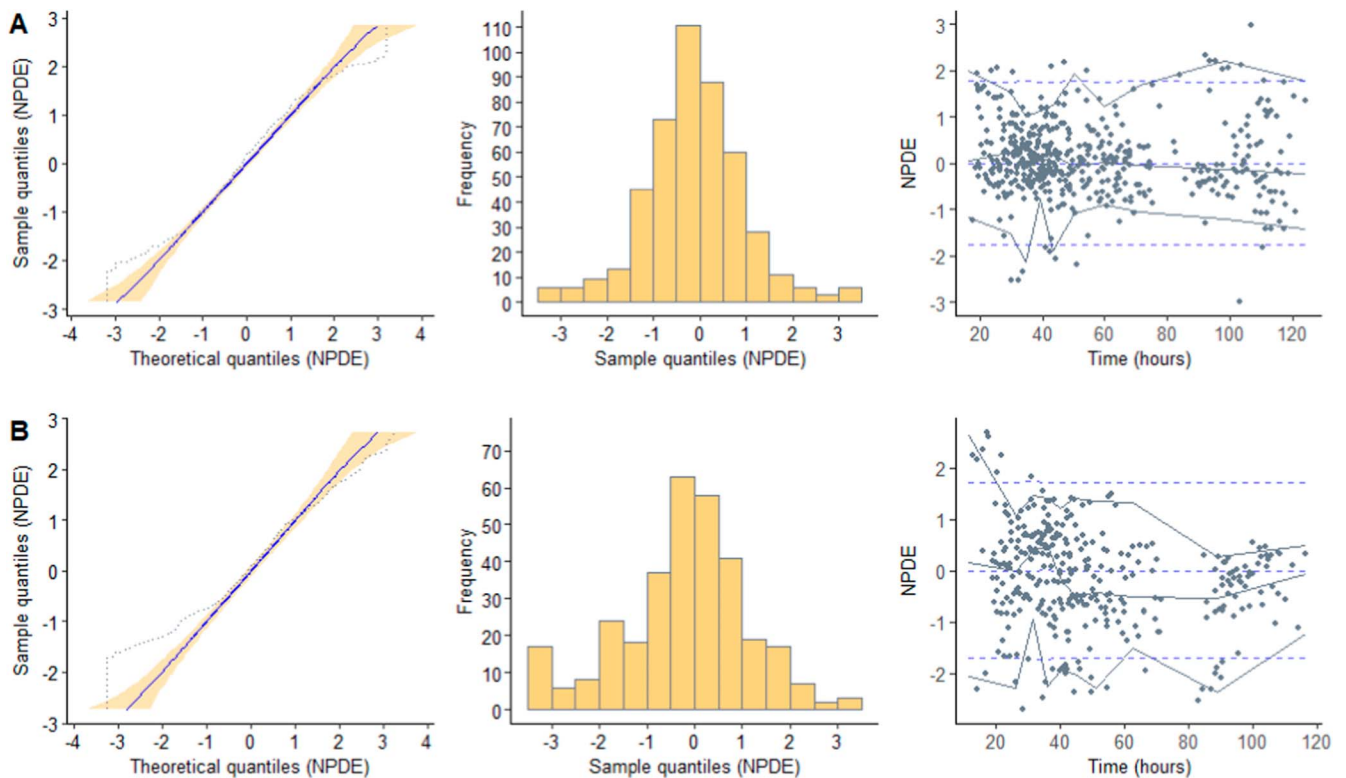 A
3
2
1
0
-1
-2
-3
-4 -3 -2 -1 0 1 2 3 4
Sample quantiles (NPDE)
Theoretical quantiles (NPDE)
110
100
90
80
70
60
50
40
30
20
10
0
-3 -2 -1 0 1 2 3
Frequency
Sample quantiles (NPDE)
3
2
1
0
-1
-2
-3
20 40 60 80 100 120
NPDE
Time (hours)
B
3
2
1
0
-1
-2
-3
-4 -3 -2 -1 0 1 2 3 4
Sample quantiles (NPDE)
Theoretical quantiles (NPDE)
70
60
50
40
30
20
10
0
-3 -2 -1 0 1 2 3
Frequency
Sample quantiles (NPDE)
2
1
0
-1
-2
20 40 60 80 100 120
NPDE
Time (hours)